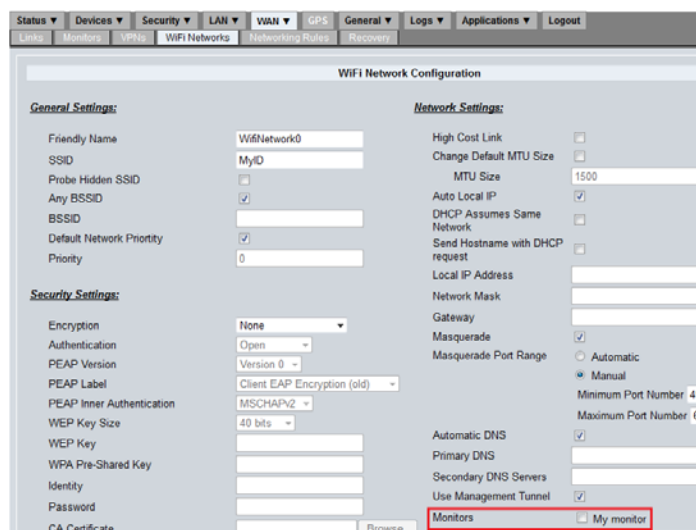 Status ▼ Devices ▼ Security ▼ LAN ▼ WAN ▼ GPS General ▼ Logs ▼ Applications ▼ Logout
Links Monitors VPNs WiFi Networks Networking Rules Recovery
WiFi Network Configuration
General Settings:
Friendly Name WifiNetwork0
SSID MyID
Probe Hidden SSID
Any BSSID
BSSID
Default Network Priortity
Priority 0
Security Settings:
Encryption None
Authentication Open
PEAP Version Version 0
PEAP Label Client EAP Encryption (old)
PEAP Inner Authentication MSCHAPv2
WEP Key Size 40 bits
WEP Key
WPA Pre-Shared Key
Identity
Password
CA Certificate Browse
Network Settings:
High Cost Link
Change Default MTU Size
MTU Size 1500
Auto Local IP
DHCP Assumes Same
Network
Send Hostname with DHCP
request
Local IP Address
Network Mask
Gateway
Masquerade
Masquerade Port Range Automatic
Manual
Minimum Port Number 4
Maximum Port Number
Automatic DNS
Primary DNS
Secondary DNS Servers
Use Management Tunnel
Monitors My monitor